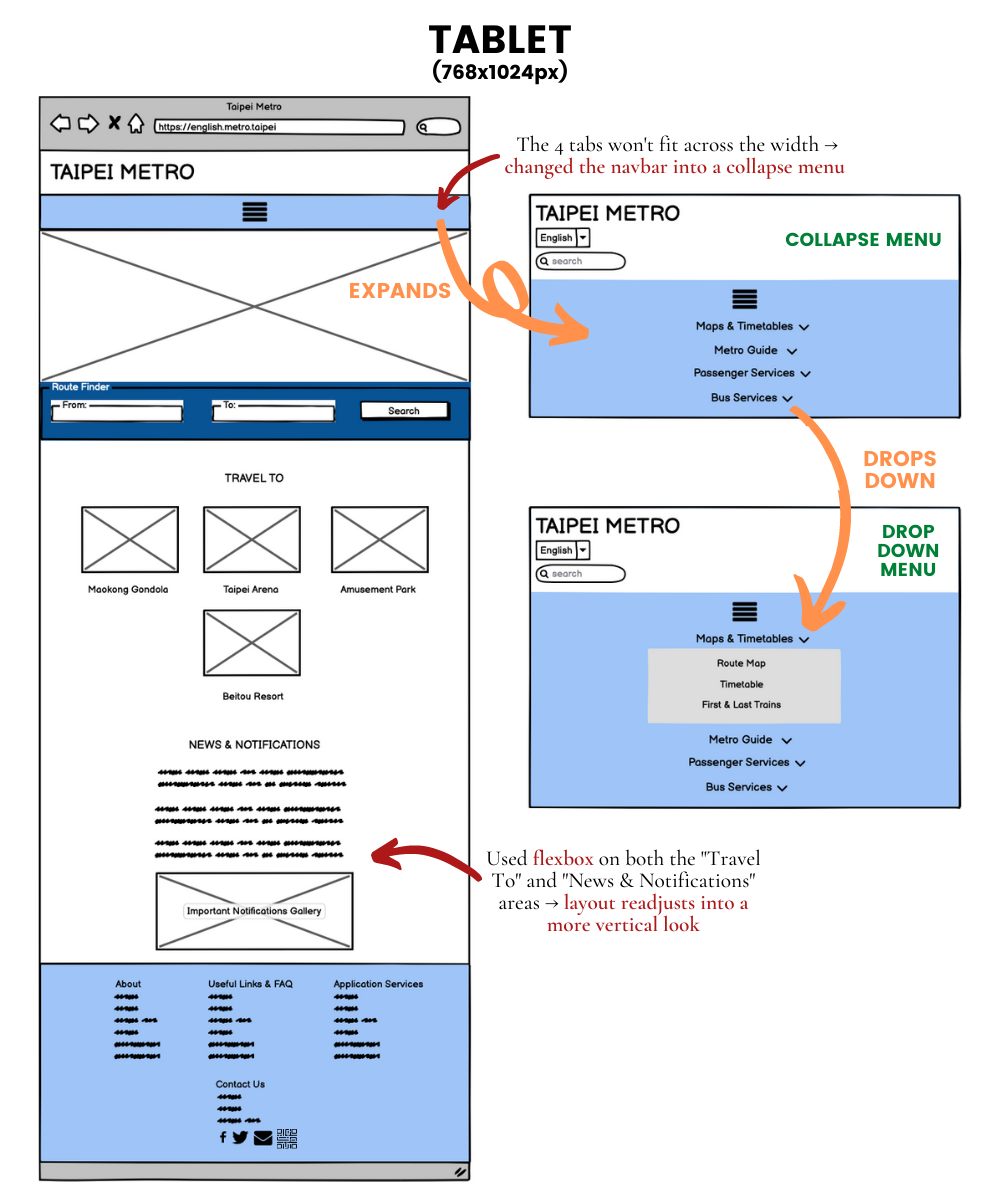 TABLET
(768x1024px)
Taipei Metro
https://english.metro.taipei
TAIPEI METRO
The 4 tabs won't fit across the width →
changed the navbar into a collapse menu
EXPANDS
TAIPEI METRO
English
search
COLLAPSE MENU
Maps & Timetables
Metro Guide
Passenger Services
Bus Services
Route Finder
From:
To:
Search
DROPS
DOWN
TRAVEL TO
Maokong Gondola
Taipei Arena
Amusement Park
Beitou Resort
TAIPEI METRO
English
search
DROP
DOWN
MENU
Maps & Timetables
Route Map
Timetable
First & Last Trains
Metro Guide
Passenger Services
Bus Services
NEWS & NOTIFICATIONS
Important Notifications Gallery
Used flexbox on both the "Travel
To" and "News & Notifications"
areas → layout readjusts into a
more vertical look
About
Useful Links & FAQ
Application Services
Contact Us